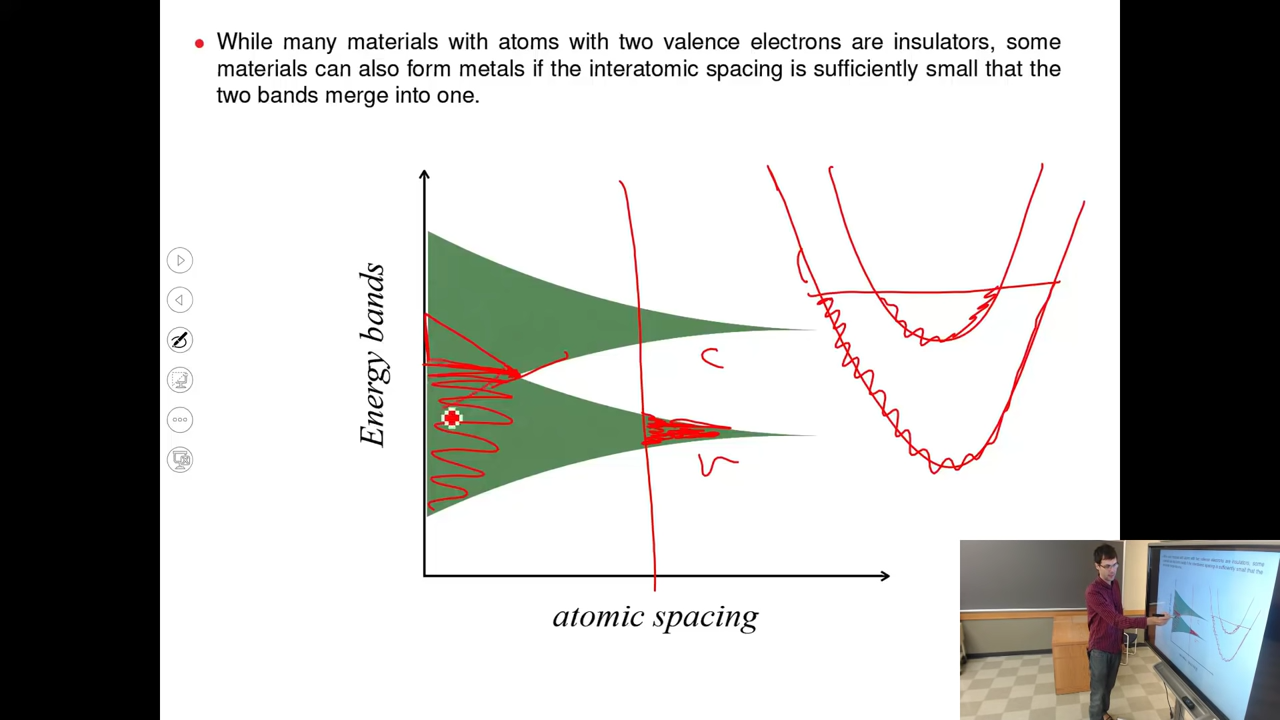 While many materials with atoms with two valence electrons are insulators, some
materials can also form metals if the interatomic spacing is sufficiently small that the
two bands merge into one.
Energy bands
c
v
atomic spacing